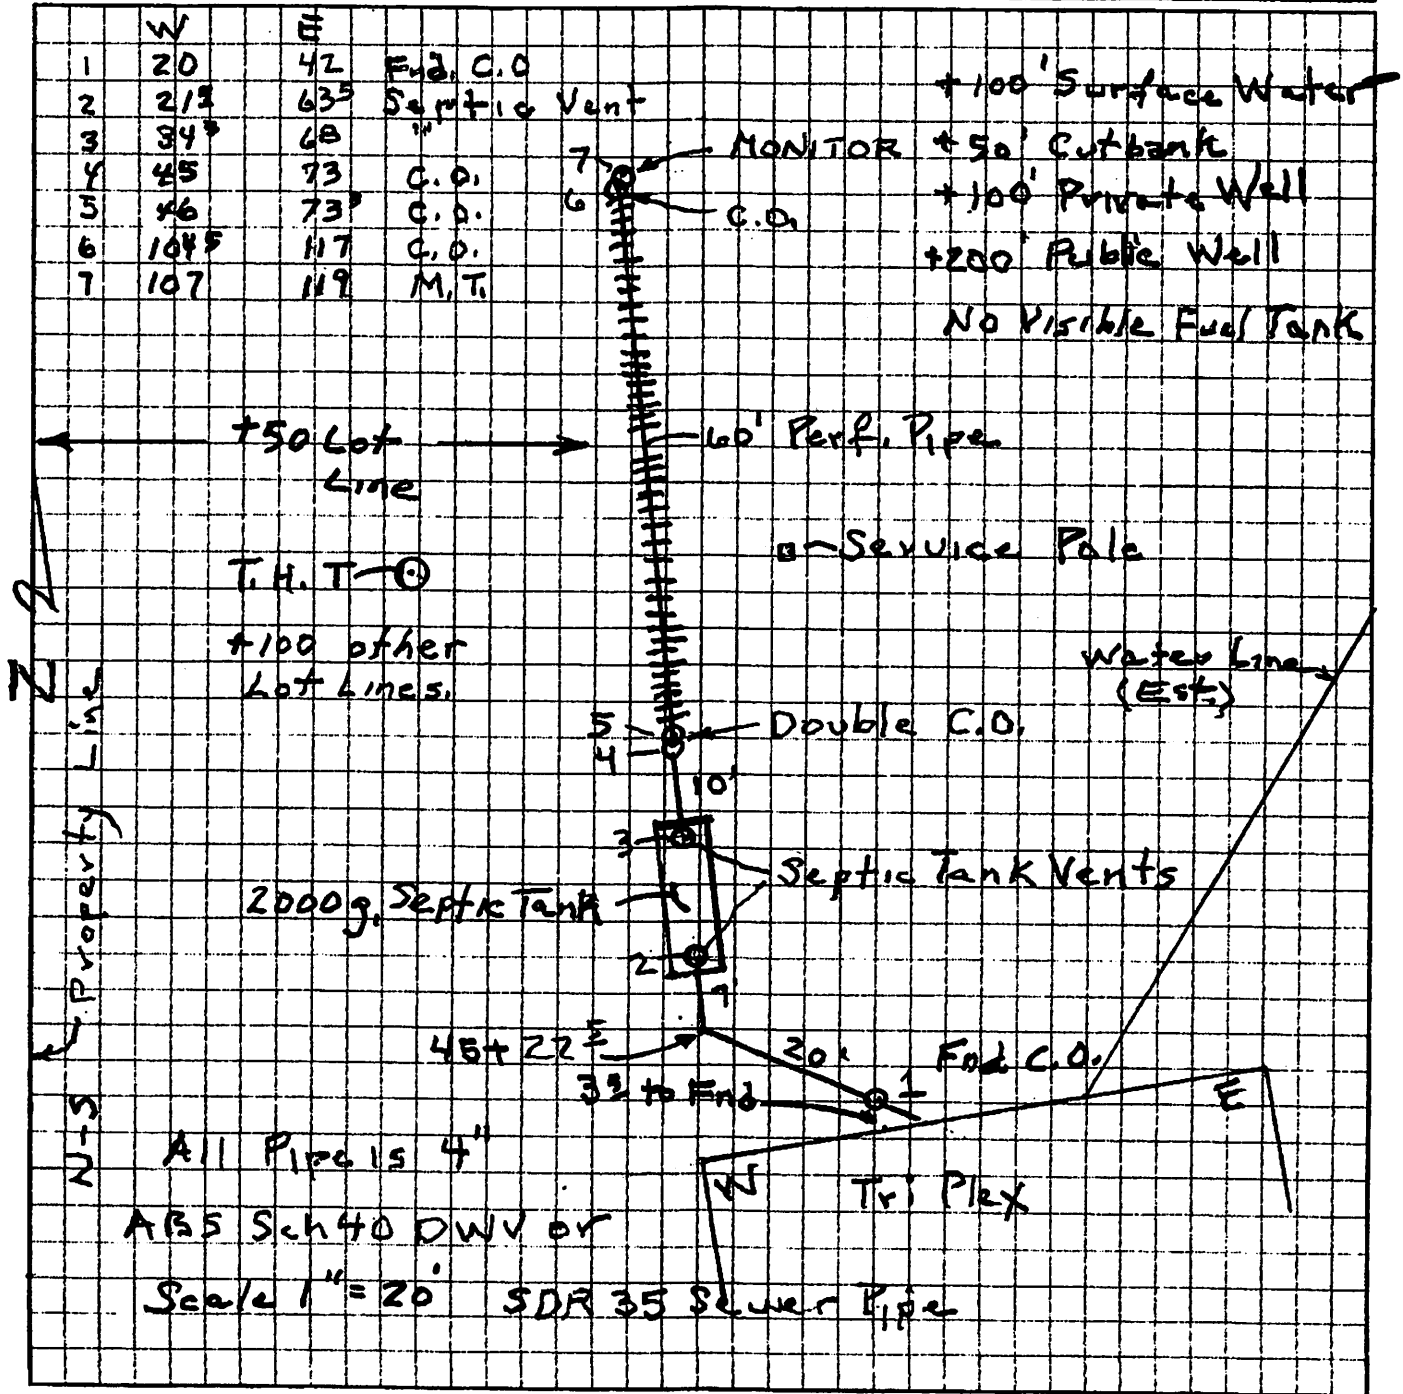 W E
1 20 42 Fnd. C.O
2 21⁵ 63⁵ Septic Vent
3 34⁵ 68 "
4 45 73 C.O.
5 46 73⁵ C.O.
6 104⁵ 117 C.O.
7 107 119 M.T.
+100' Surface Water
+50' Cutbank
+100' Private Well
+200' Public Well
No Visible Fuel Tank
7 MONITOR
6 C.O.
+50 Lot
Line
60' Perf. Pipe
Service Pole
T.H. T
+100 other
Lot Lines.
Water Line
(Est.)
5 Double C.O.
4
10'
3
Septic Tank Vents
2000 g. Septic Tank
2
N-S Property Line
45+22⁵
20'
1
Fnd C.O.
3⁵ to Fnd
E
W
Tri Plex
All Pipe is 4"
ABS Sch 40 DWV or
Scale 1" = 20' SDR 35 Sewer Pipe